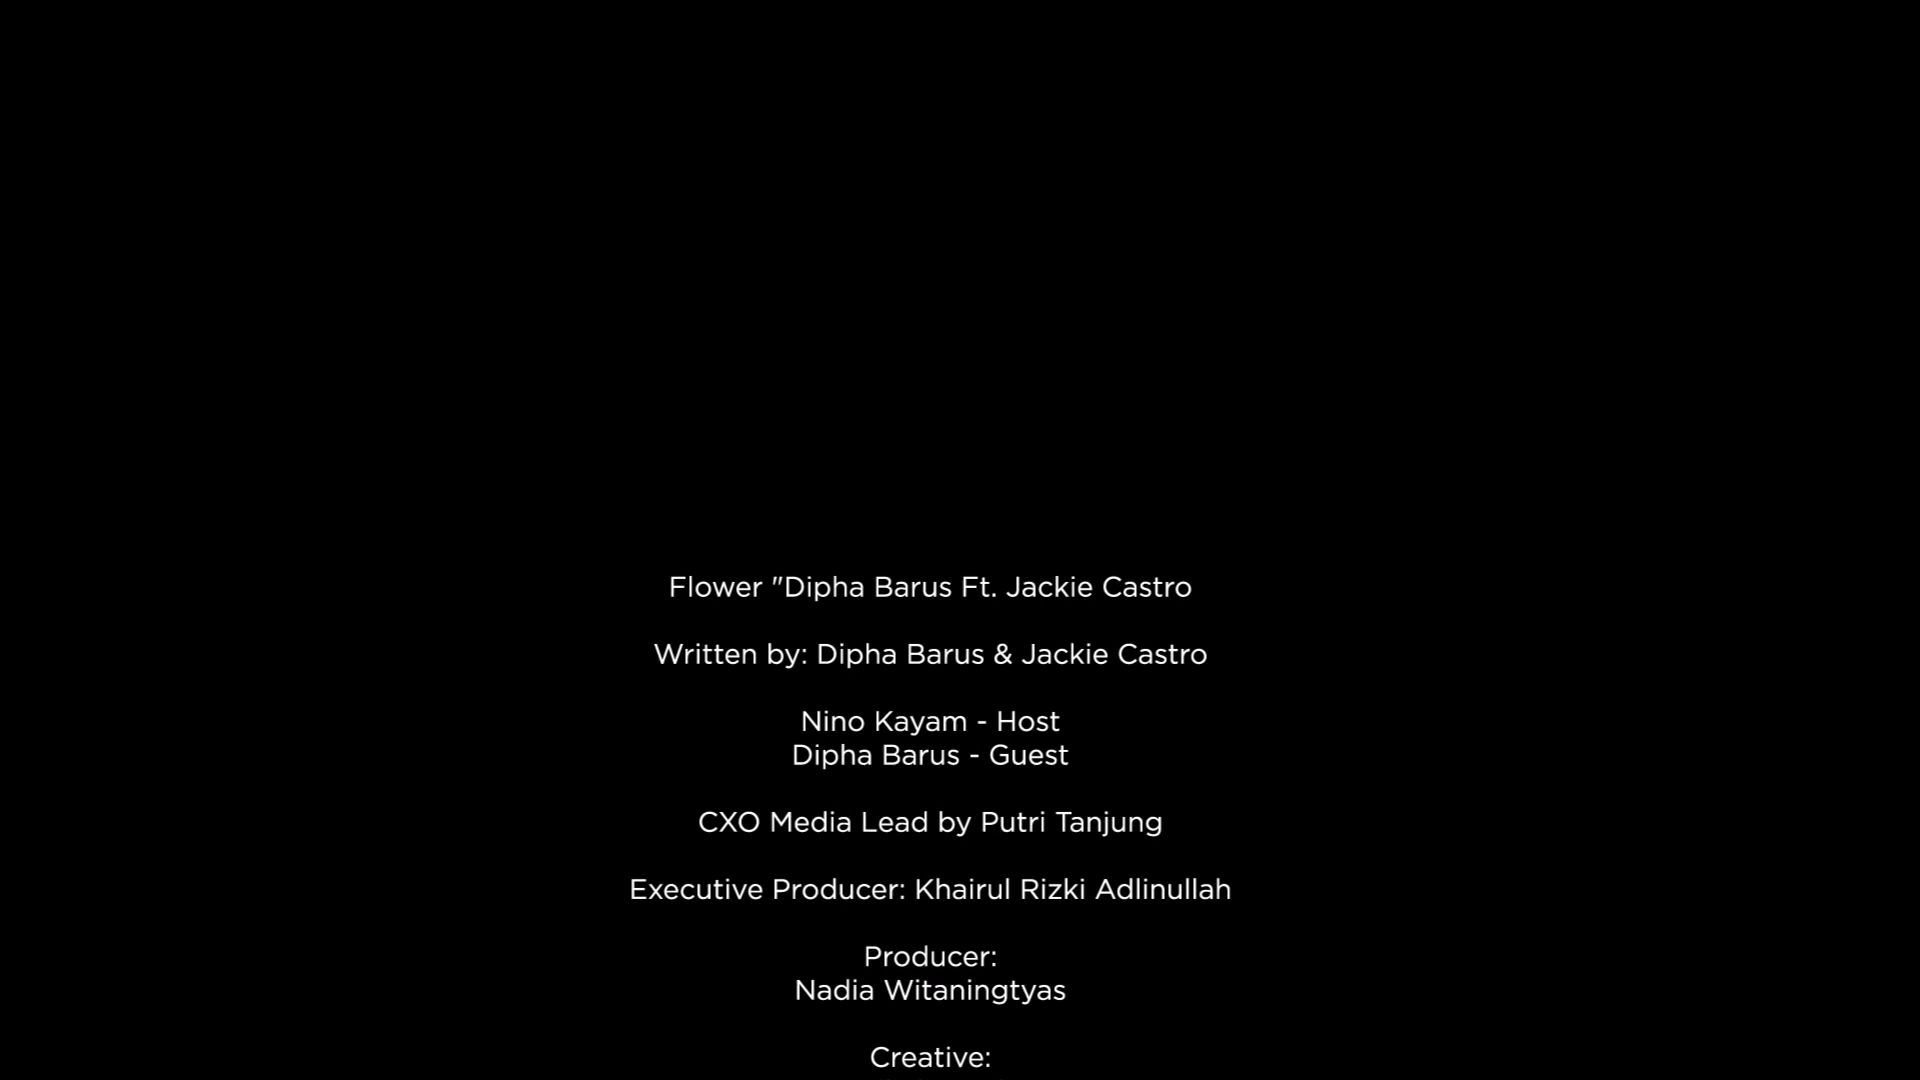 Flower "Dipha Barus Ft. Jackie Castro
Written by: Dipha Barus & Jackie Castro
Nino Kayam - Host
Dipha Barus - Guest
CXO Media Lead by Putri Tanjung
Executive Producer: Khairul Rizki Adlinullah
Producer:
Nadia Witaningtyas
Creative: